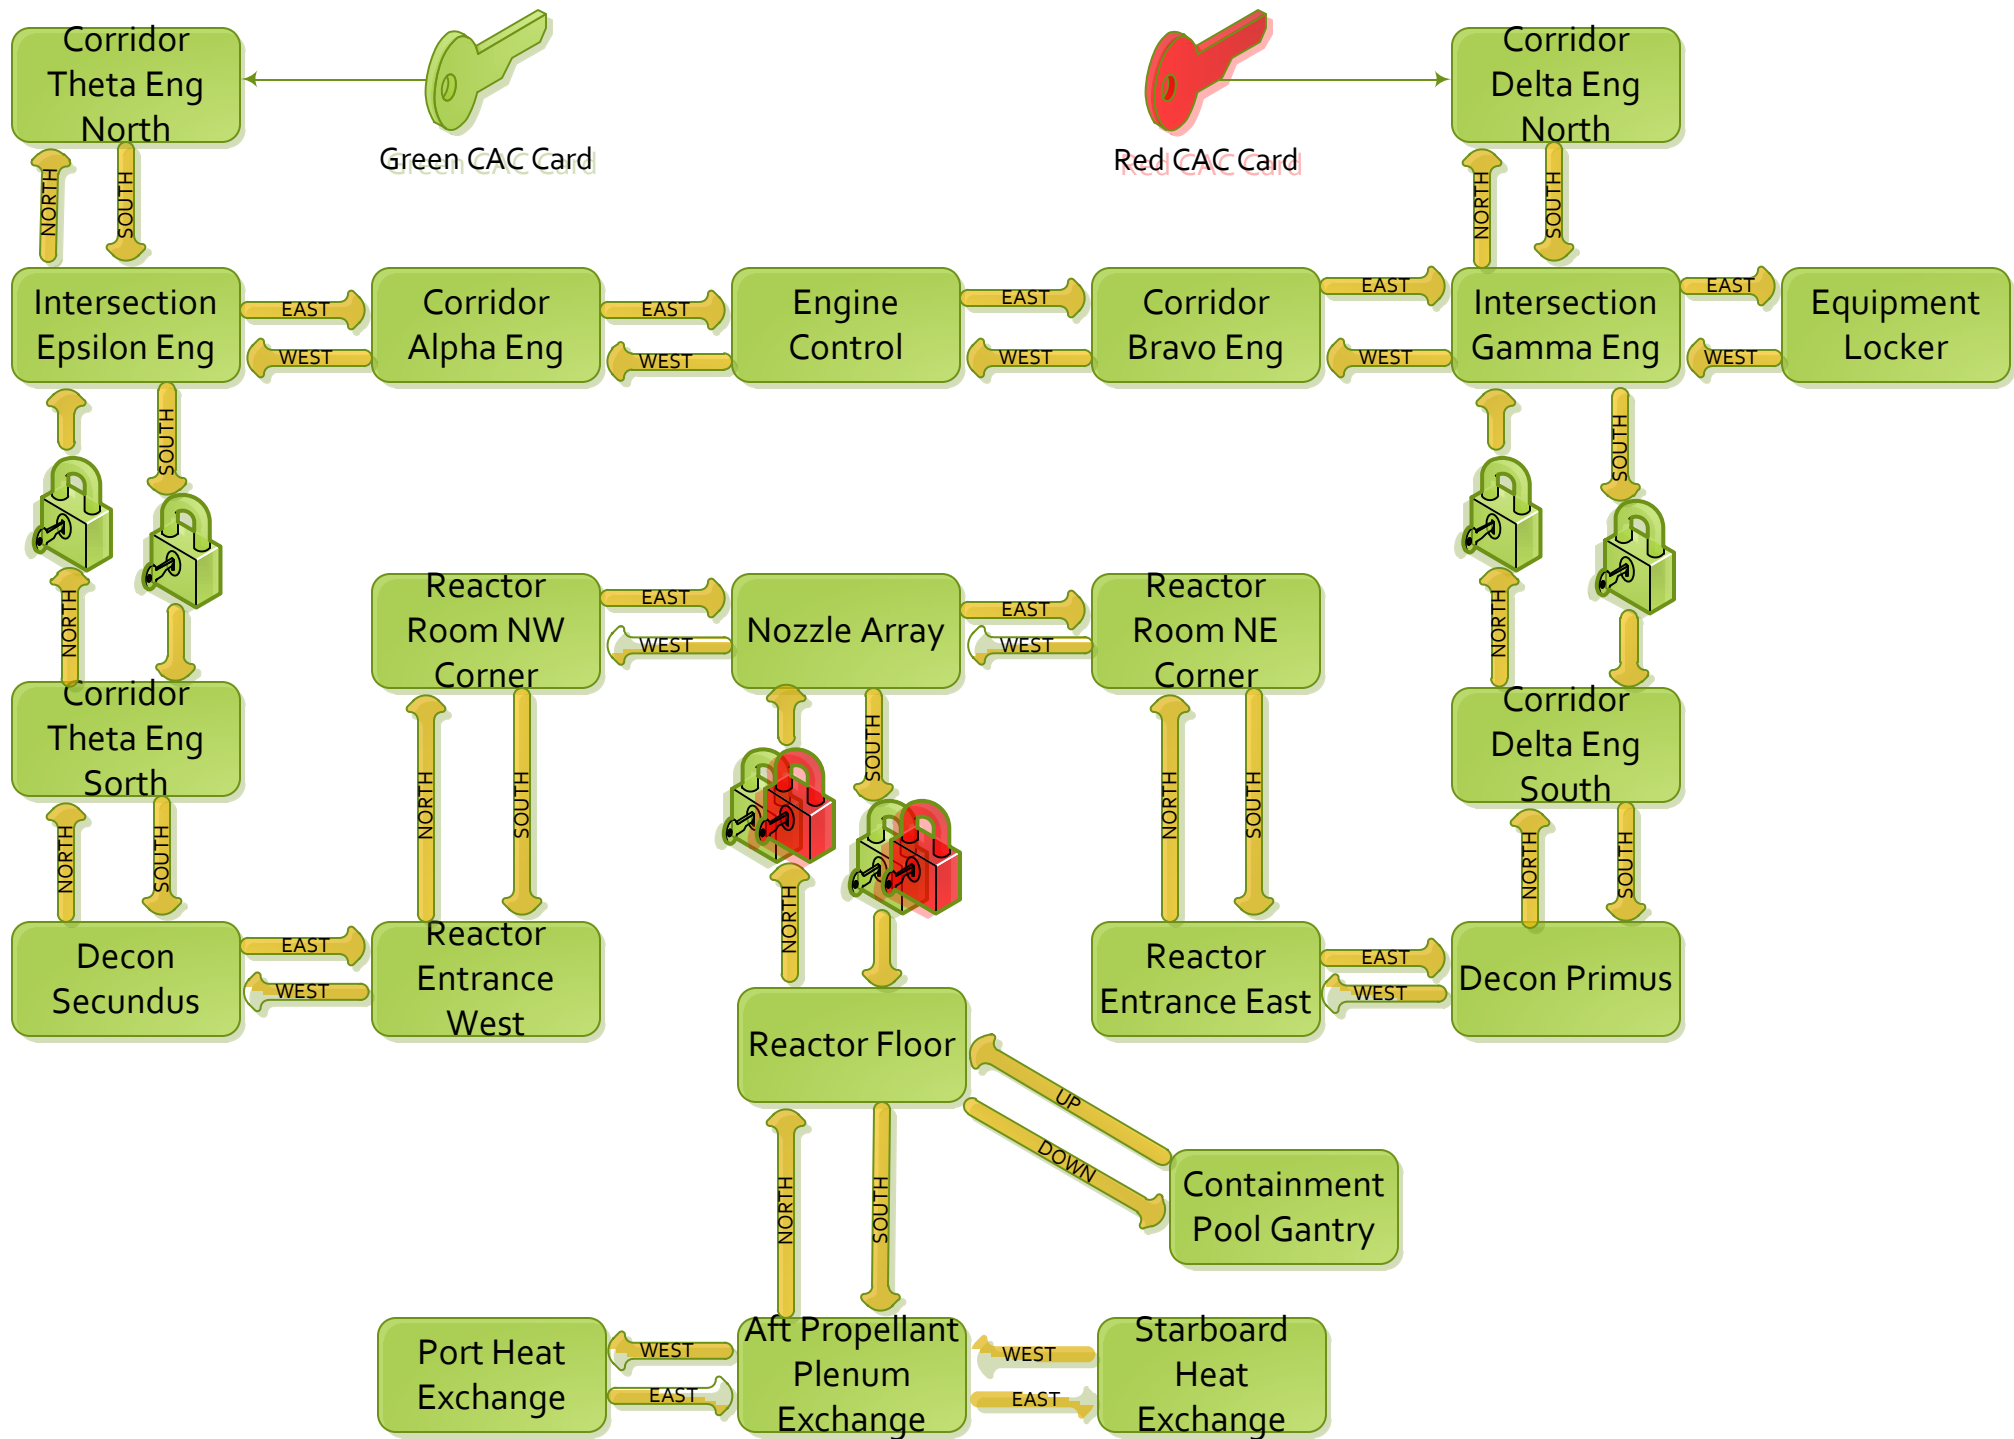 Corridor
Theta Eng
North
Green CAC Card
Red CAC Card
Corridor
Delta Eng
North
NORTH
SOUTH
NORTH
SOUTH
Intersection
Epsilon Eng
EAST
WEST
Corridor
Alpha Eng
EAST
WEST
Engine
Control
EAST
WEST
Corridor
Bravo Eng
EAST
WEST
Intersection
Gamma Eng
EAST
WEST
Equipment
Locker
SOUTH
SOUTH
NORTH
NORTH
Reactor
Room NW
Corner
EAST
WEST
Nozzle Array
EAST
WEST
Reactor
Room NE
Corner
Corridor
Theta Eng
Sorth
Corridor
Delta Eng
South
NORTH
SOUTH
NORTH
SOUTH
SOUTH
NORTH
NORTH
SOUTH
NORTH
SOUTH
Decon
Secundus
EAST
WEST
Reactor
Entrance
West
Reactor Floor
Reactor
Entrance East
EAST
WEST
Decon Primus
UP
DOWN
NORTH
SOUTH
Containment
Pool Gantry
Port Heat
Exchange
WEST
EAST
Aft Propellant
Plenum
Exchange
WEST
EAST
Starboard
Heat
Exchange